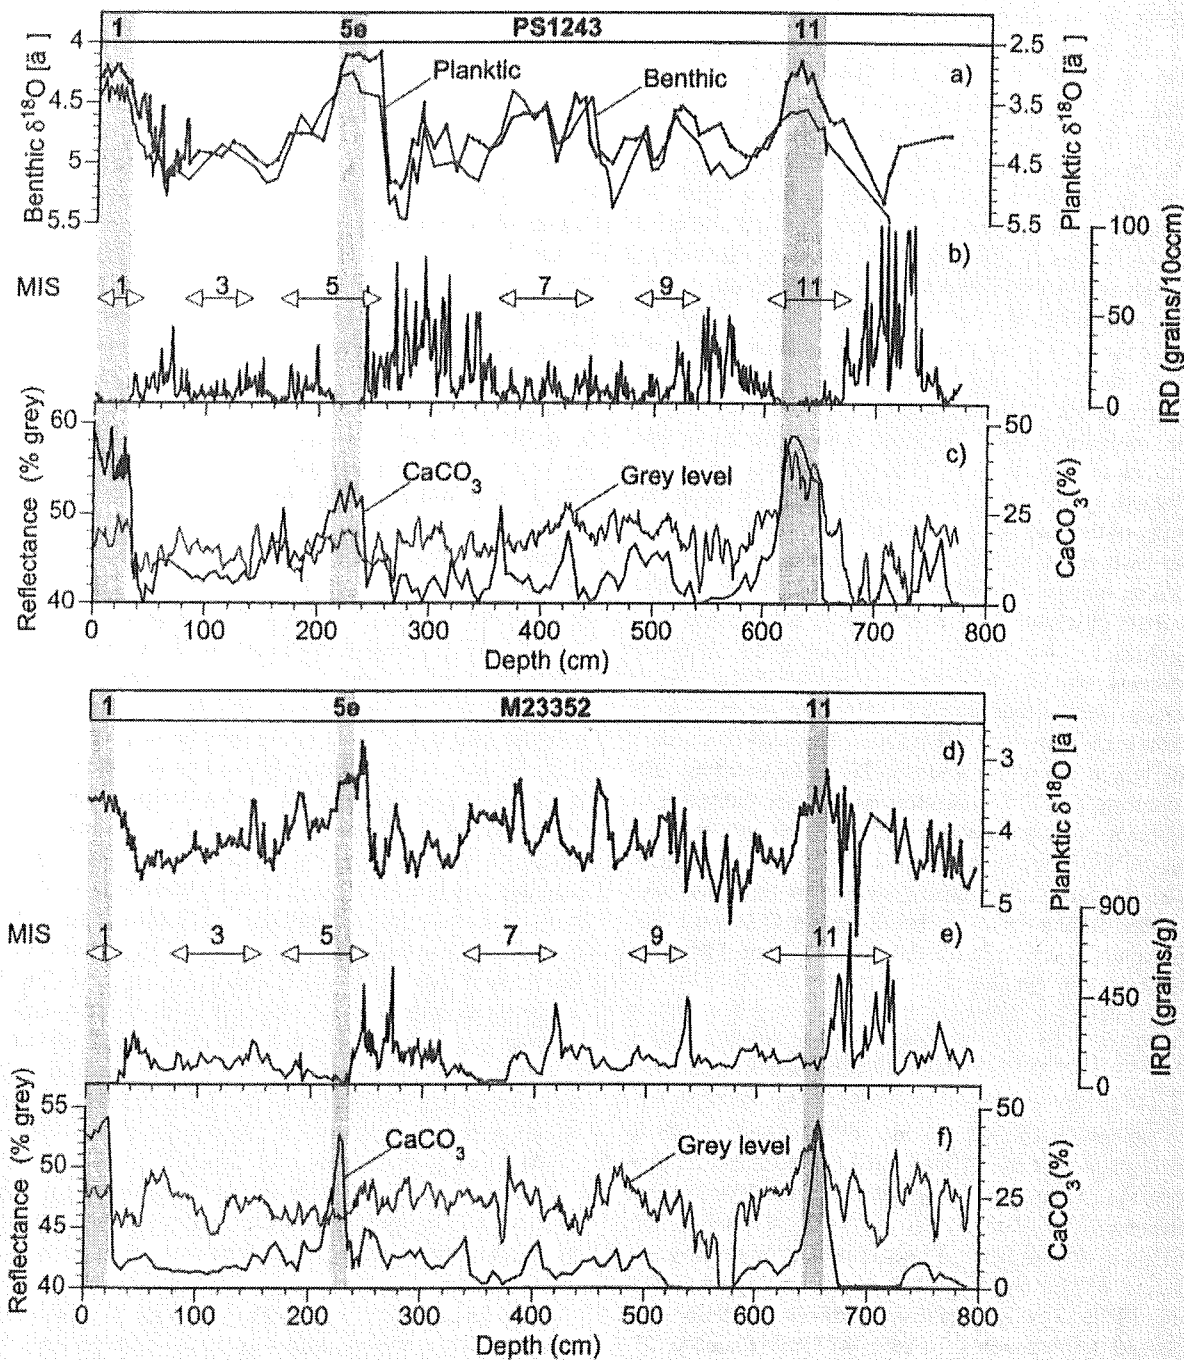 1 5e PS1243 11
4 2.5
Planktic a)
Benthic
4.5 3.5
5 4.5
5.5 5.5
Benthic δ¹⁸O [ä ]
Planktic δ¹⁸O [ä ]
b) 100
MIS 1 3 5 7 9 11
50
0
IRD (grains/10ccm)
60 50
c)
CaCO₃ Grey level
50 25
40 0
Reflectance (% grey)
CaCO₃(%)
0 100 200 300 400 500 600 700 800
Depth (cm)
1 5e M23352 11
d)
3
4
5
Planktic δ¹⁸O [ä ]
MIS 1 3 5 7 9 11 e)
900
450
0
IRD (grains/g)
55 50
CaCO₃ Grey level f)
50
25
45
40 0
Reflectance (% grey)
CaCO₃(%)
0 100 200 300 400 500 600 700 800
Depth (cm)